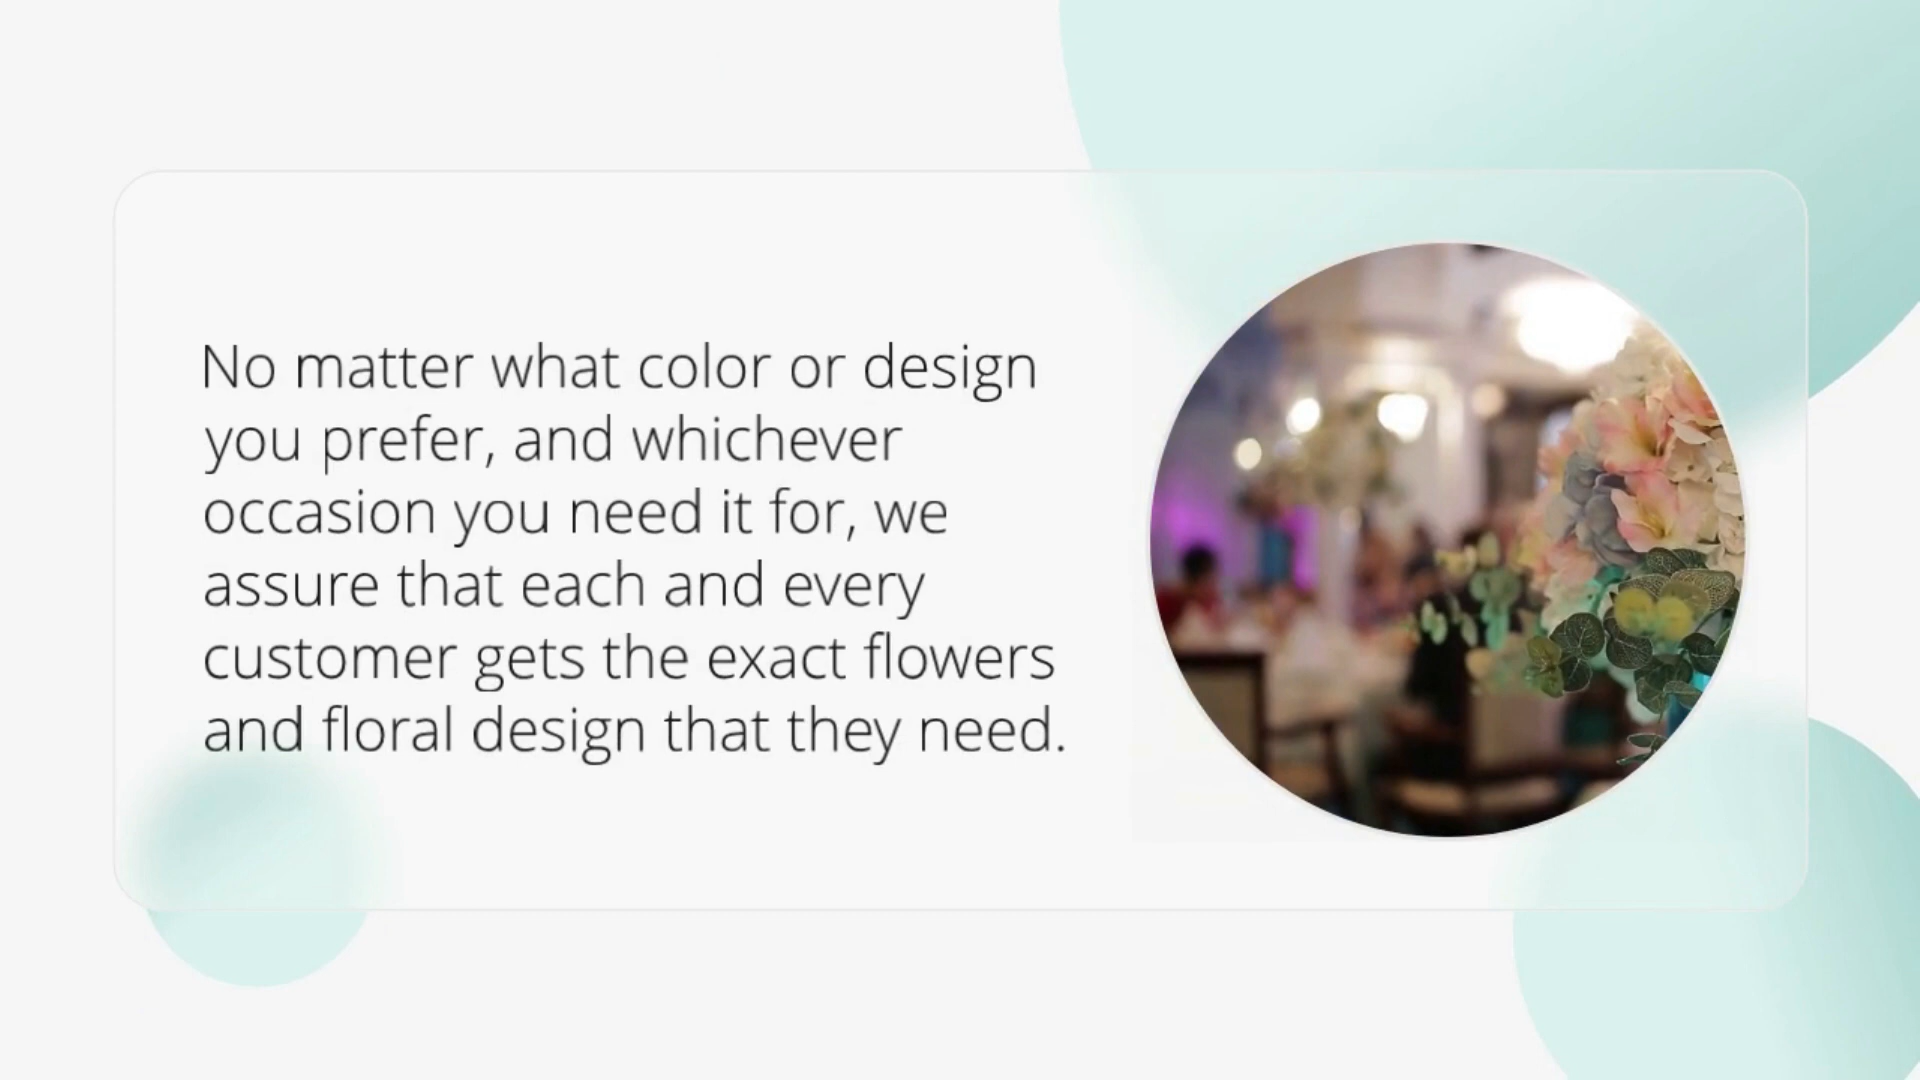 No matter what color or design
you prefer, and whichever
occasion you need it for, we
assure that each and every
customer gets the exact flowers
and floral design that they need.